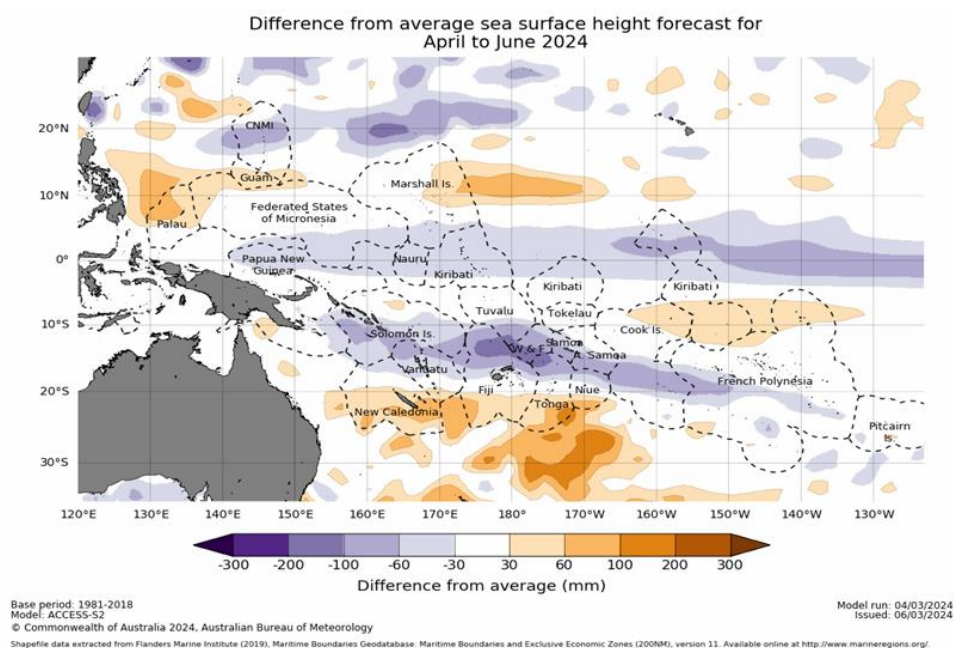 Difference from average sea surface height forecast for
April to June 2024
20°N
10°N
0°
10°S
20°S
30°S
CNMI
Guam
Marshall Is.
Federated States
of Micronesia
Palau
Papua New
Guinea
Nauru
Kiribati
Kiribati
Kiribati
Tuvalu
Tokelau
Cook Is.
Solomon Is.
W & F
Samoa
A. Samoa
Vanuatu
French Polynesia
Fiji
Niue
New Caledonia
Tonga
Pitcairn
Is.
120°E 130°E 140°E 150°E 160°E 170°E 180° 170°W 160°W 150°W 140°W 130°W
-300 -200 -100 -60 -30 30 60 100 200 300
Difference from average (mm)
Base period: 1981-2018
Model: ACCESS-S2
© Commonwealth of Australia 2024, Australian Bureau of Meteorology
Model run: 04/03/2024
Issued: 06/03/2024
Shapefile data extracted from Flanders Marine Institute (2019), Maritime Boundaries Geodatabase: Maritime Boundaries and Exclusive Economic Zones (200NM), version 11. Available online at http://www.marineregions.org/.